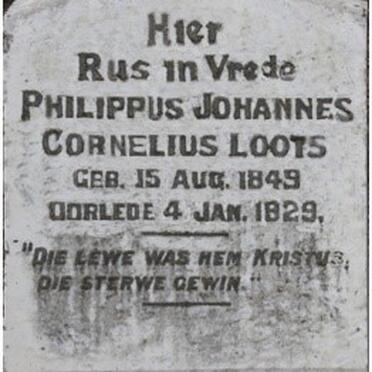 Hier
Rus in Vrede
PHILIPPUS JOHANNES
CORNELIUS LOOTS
GEB. 15 AUG. 1849
OORLEDE 4 JAN. 1829.
"DIE LEWE WAS HEM KRISTUS,
DIE STERWE GEWIN."